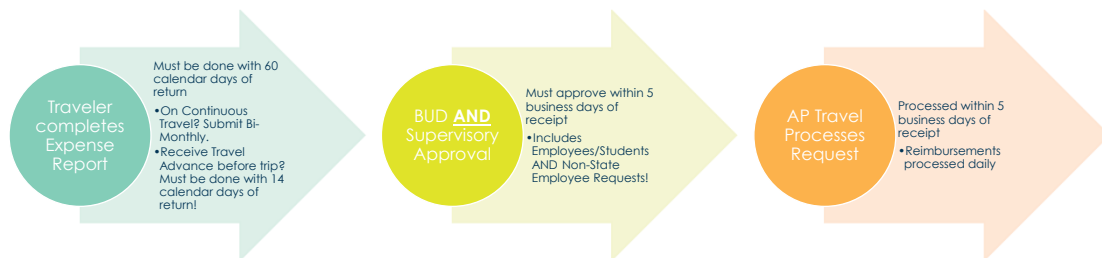 Traveler
completes
Expense
Report
Must be done with 60
calendar days of
return
•On Continuous
Travel? Submit Bi-
Monthly.
•Receive Travel
Advance before trip?
Must be done with 14
calendar days of
return!
BUD AND
Supervisory
Approval
Must approve within 5
business days of
receipt
•Includes
Employees/Students
AND Non-State
Employee Requests!
AP Travel
Processes
Request
Processed within 5
business days of
receipt
•Reimbursements
processed daily